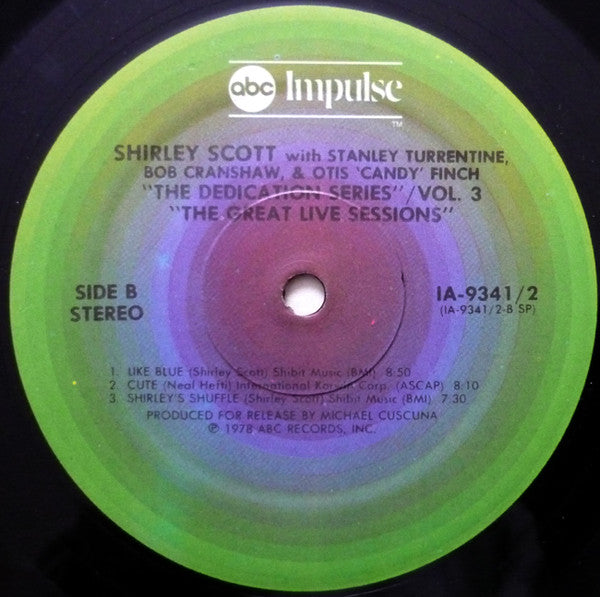 abc Impulse
TM
SHIRLEY SCOTT with STANLEY TURRENTINE,
BOB CRANSHAW, & OTIS 'CANDY' FINCH
"THE DEDICATION SERIES"/VOL. 3
"THE GREAT LIVE SESSIONS"
SIDE B
STEREO
IA-9341/2
(IA-9341/2-B SP)
1. LIKE BLUE (Shirley Scott) Shibit Music (BMI) 8:50
2. CUTE (Neal Hefti) International Korwin Corp. (ASCAP) 8:10
3. SHIRLEY'S SHUFFLE (Shirley Scott) Shibit Music (BMI) 7:30
PRODUCED FOR RELEASE BY MICHAEL CUSCUNA
℗ 1978 ABC RECORDS, INC.